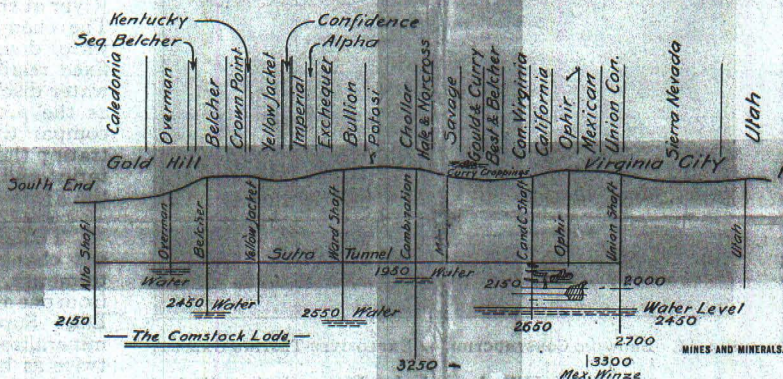 Kentucky
Confidence
Seg. Belcher
Alpha
Caledonia
Overman
Belcher
Crown Point
Yellow Jacket
Imperial
Exchequer
Bullion
Potosi
Chollar
Hale & Norcross
Savage
Gould & Curry
Best & Belcher
Con. Virginia
California
Ophir
Mexican
Union Con.
Sierra Nevada
Utah
Gold Hill
Curry Croppings
Virginia City
South End
Alta Shaft
Overman
Belcher
Yellow Jacket
Sutro Tunnel
Ward Shaft
Combination
C and C Shaft
Ophir
Union Shaft
Utah
Water
1950 Water
2150
2000
2450 Water
2550 Water
Water Level
2450
2150
2650
2700
The Comstock Lode
3250
3300
Mex. Winze
MINES AND MINERALS